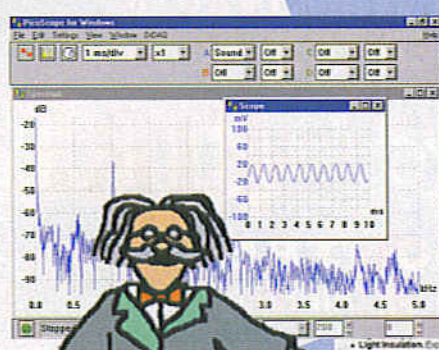 PicoScope for Windows
File Edit Settings View Window DrDAQ Help
1 ms/div x1 A Sound Off C Off Off
B Off Off D Off Off
Spectrum
dB
-20
-30
-40
-50
-60
-70
-80
-90
0.0 0.5 3.0 3.5 4.0 4.5 5.0
kHz
Scope
mV
100
60
20
-20
-60
-100
0 1 2 3 4 5 6 7 8 9 10
ms
Stoppe
Light Insulation